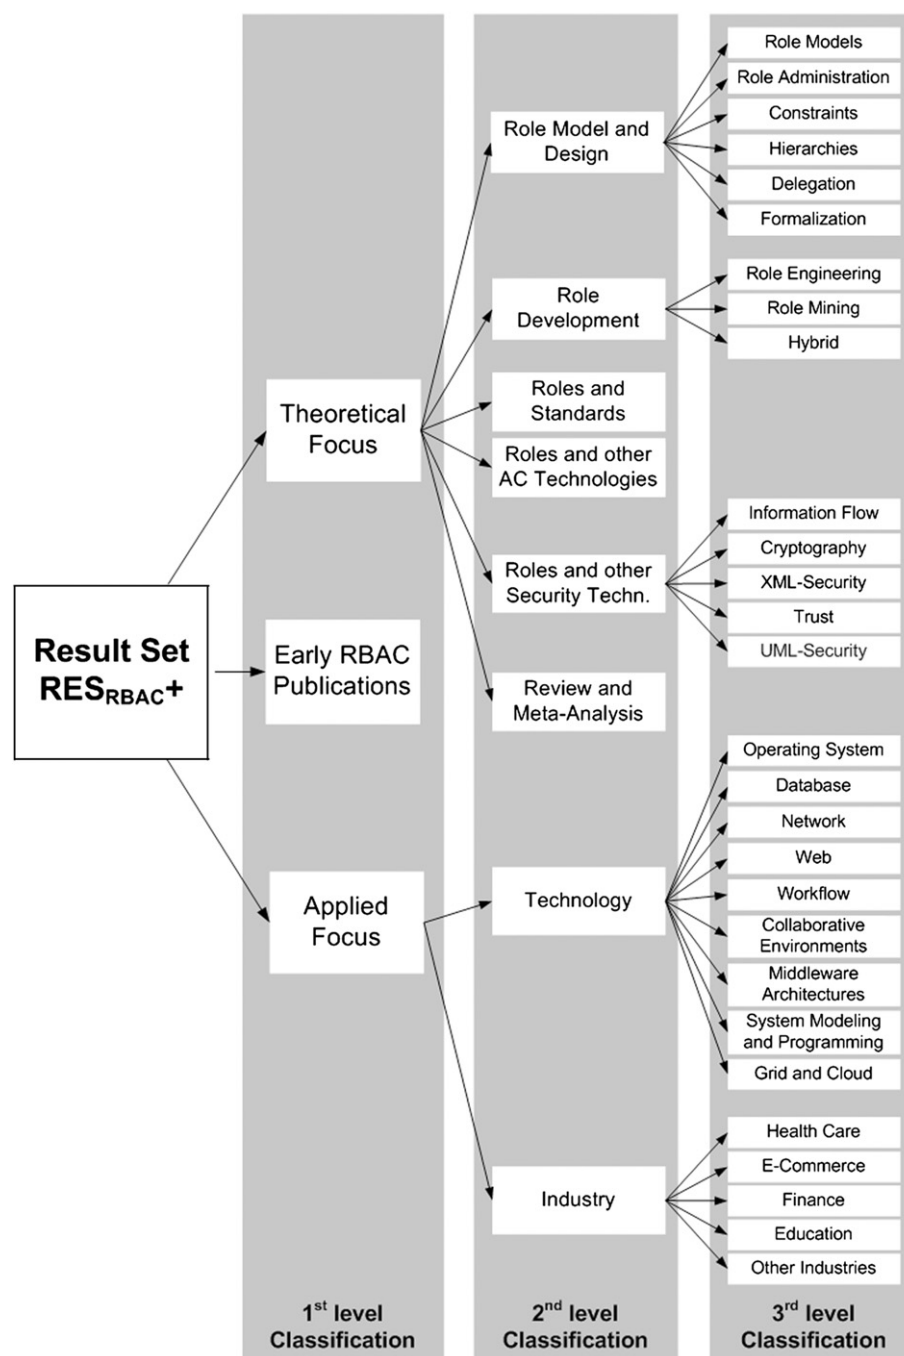 Result Set
RES_RBAC+
Theoretical
Focus
Early RBAC
Publications
Applied
Focus
1st level
Classification
Role Model and
Design
Role
Development
Roles and
Standards
Roles and other
AC Technologies
Roles and other
Security Techn.
Review and
Meta-Analysis
Technology
Industry
2nd level
Classification
Role Models
Role Administration
Constraints
Hierarchies
Delegation
Formalization
Role Engineering
Role Mining
Hybrid
Information Flow
Cryptography
XML-Security
Trust
UML-Security
Operating System
Database
Network
Web
Workflow
Collaborative
Environments
Middleware
Architectures
System Modeling
and Programming
Grid and Cloud
Health Care
E-Commerce
Finance
Education
Other Industries
3rd level
Classification